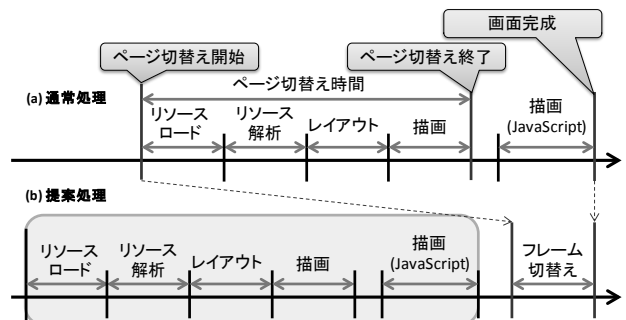 画面完成
ページ切替え開始
ページ切替え終了
ページ切替え時間
(a) 通常処理
リソース
ロード
リソース
解析
レイアウト
描画
描画
(JavaScript)
(b) 提案処理
リソース
ロード
リソース
解析
レイアウト
描画
描画
(JavaScript)
フレーム
切替え